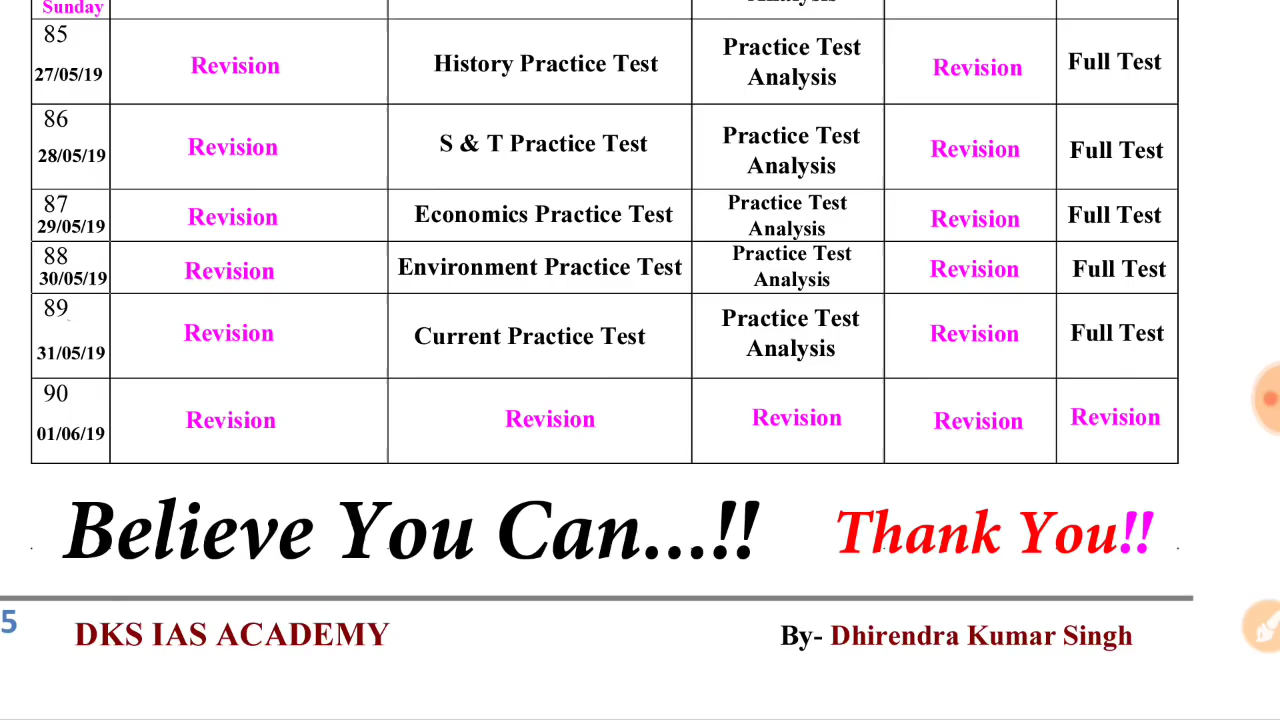 Sunday
85
27/05/19
Revision
History Practice Test
Practice Test
Analysis
Revision
Full Test
86
28/05/19
Revision
S & T Practice Test
Practice Test
Analysis
Revision
Full Test
87
29/05/19
Revision
Economics Practice Test
Practice Test
Analysis
Revision
Full Test
88
30/05/19
Revision
Environment Practice Test
Practice Test
Analysis
Revision
Full Test
89
31/05/19
Revision
Current Practice Test
Practice Test
Analysis
Revision
Full Test
90
01/06/19
Revision
Revision
Revision
Revision
Revision
Believe You Can...!!
Thank You!!
5
DKS IAS ACADEMY
By- Dhirendra Kumar Singh